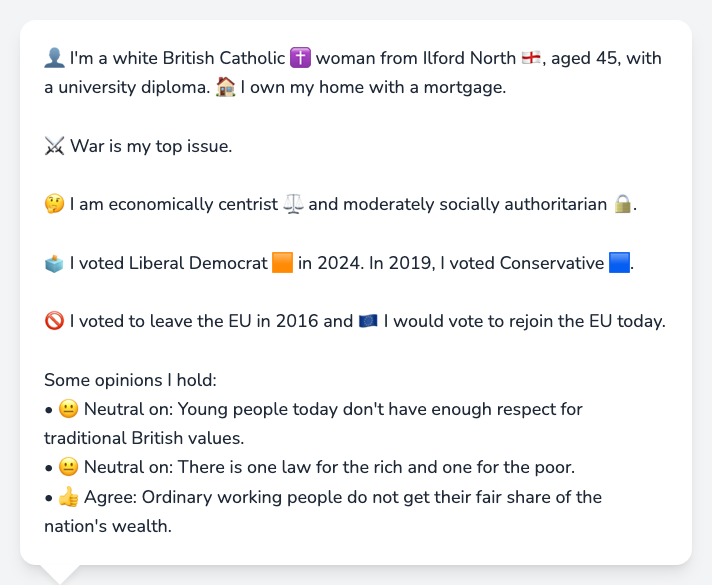 👤 I'm a white British Catholic ✝️ woman from Ilford North 🏴󠁧󠁢󠁥󠁮󠁧󠁿, aged 45, with
a university diploma. 🏠 I own my home with a mortgage.
⚔️ War is my top issue.
🤔 I am economically centrist ⚖️ and moderately socially authoritarian 🔒.
🗳️ I voted Liberal Democrat 🟧 in 2024. In 2019, I voted Conservative 🟦.
🚫 I voted to leave the EU in 2016 and 🇪🇺 I would vote to rejoin the EU today.
Some opinions I hold:
• 😐 Neutral on: Young people today don't have enough respect for
traditional British values.
• 😐 Neutral on: There is one law for the rich and one for the poor.
• 👍 Agree: Ordinary working people do not get their fair share of the
nation's wealth.